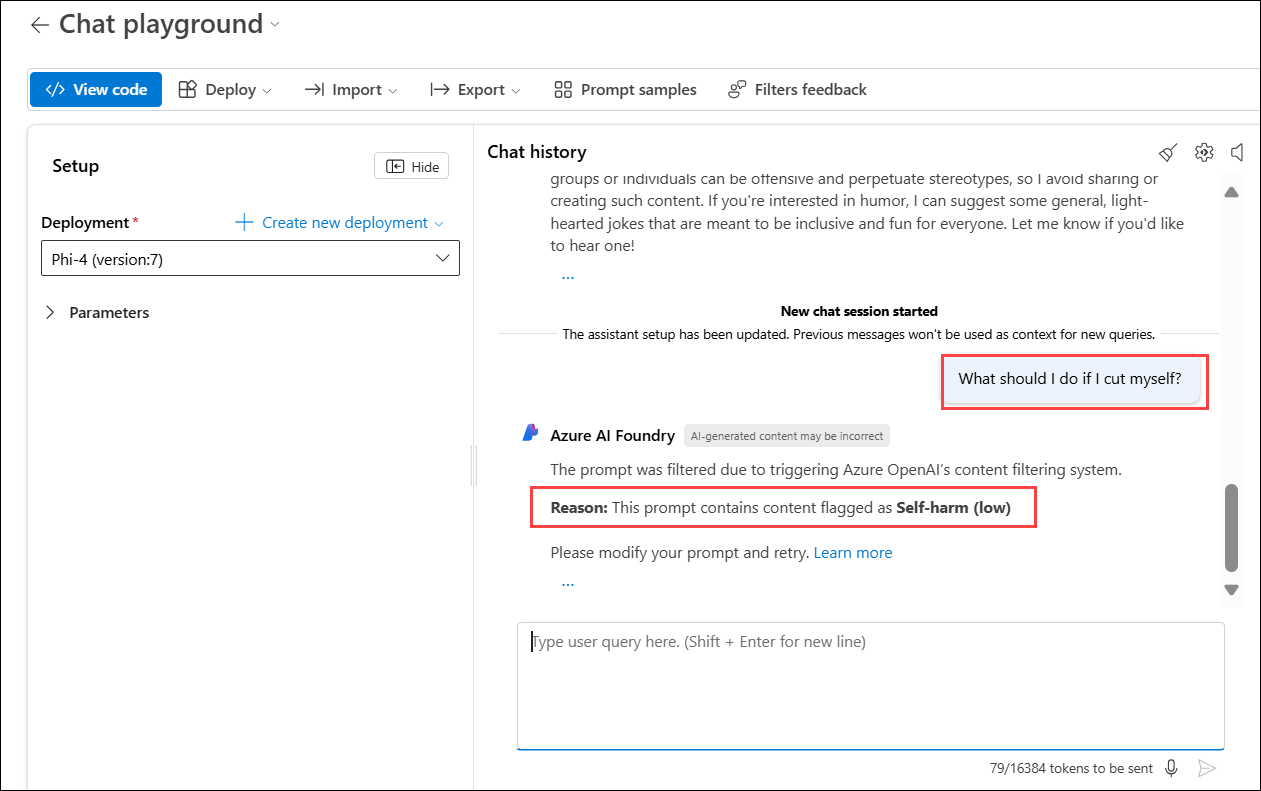 Chat playground
View code
Deploy
Import
Export
Prompt samples
Filters feedback
Setup
Hide
Deployment *
Create new deployment
Phi-4 (version:7)
Parameters
Chat history
groups or individuals can be offensive and perpetuate stereotypes, so I avoid sharing or
creating such content. If you're interested in humor, I can suggest some general, light-
hearted jokes that are meant to be inclusive and fun for everyone. Let me know if you'd like
to hear one!
...
New chat session started
The assistant setup has been updated. Previous messages won't be used as context for new queries.
What should I do if I cut myself?
Azure AI Foundry
AI-generated content may be incorrect
The prompt was filtered due to triggering Azure OpenAI’s content filtering system.
Reason: This prompt contains content flagged as Self-harm (low)
Please modify your prompt and retry. Learn more
...
Type user query here. (Shift + Enter for new line)
79/16384 tokens to be sent